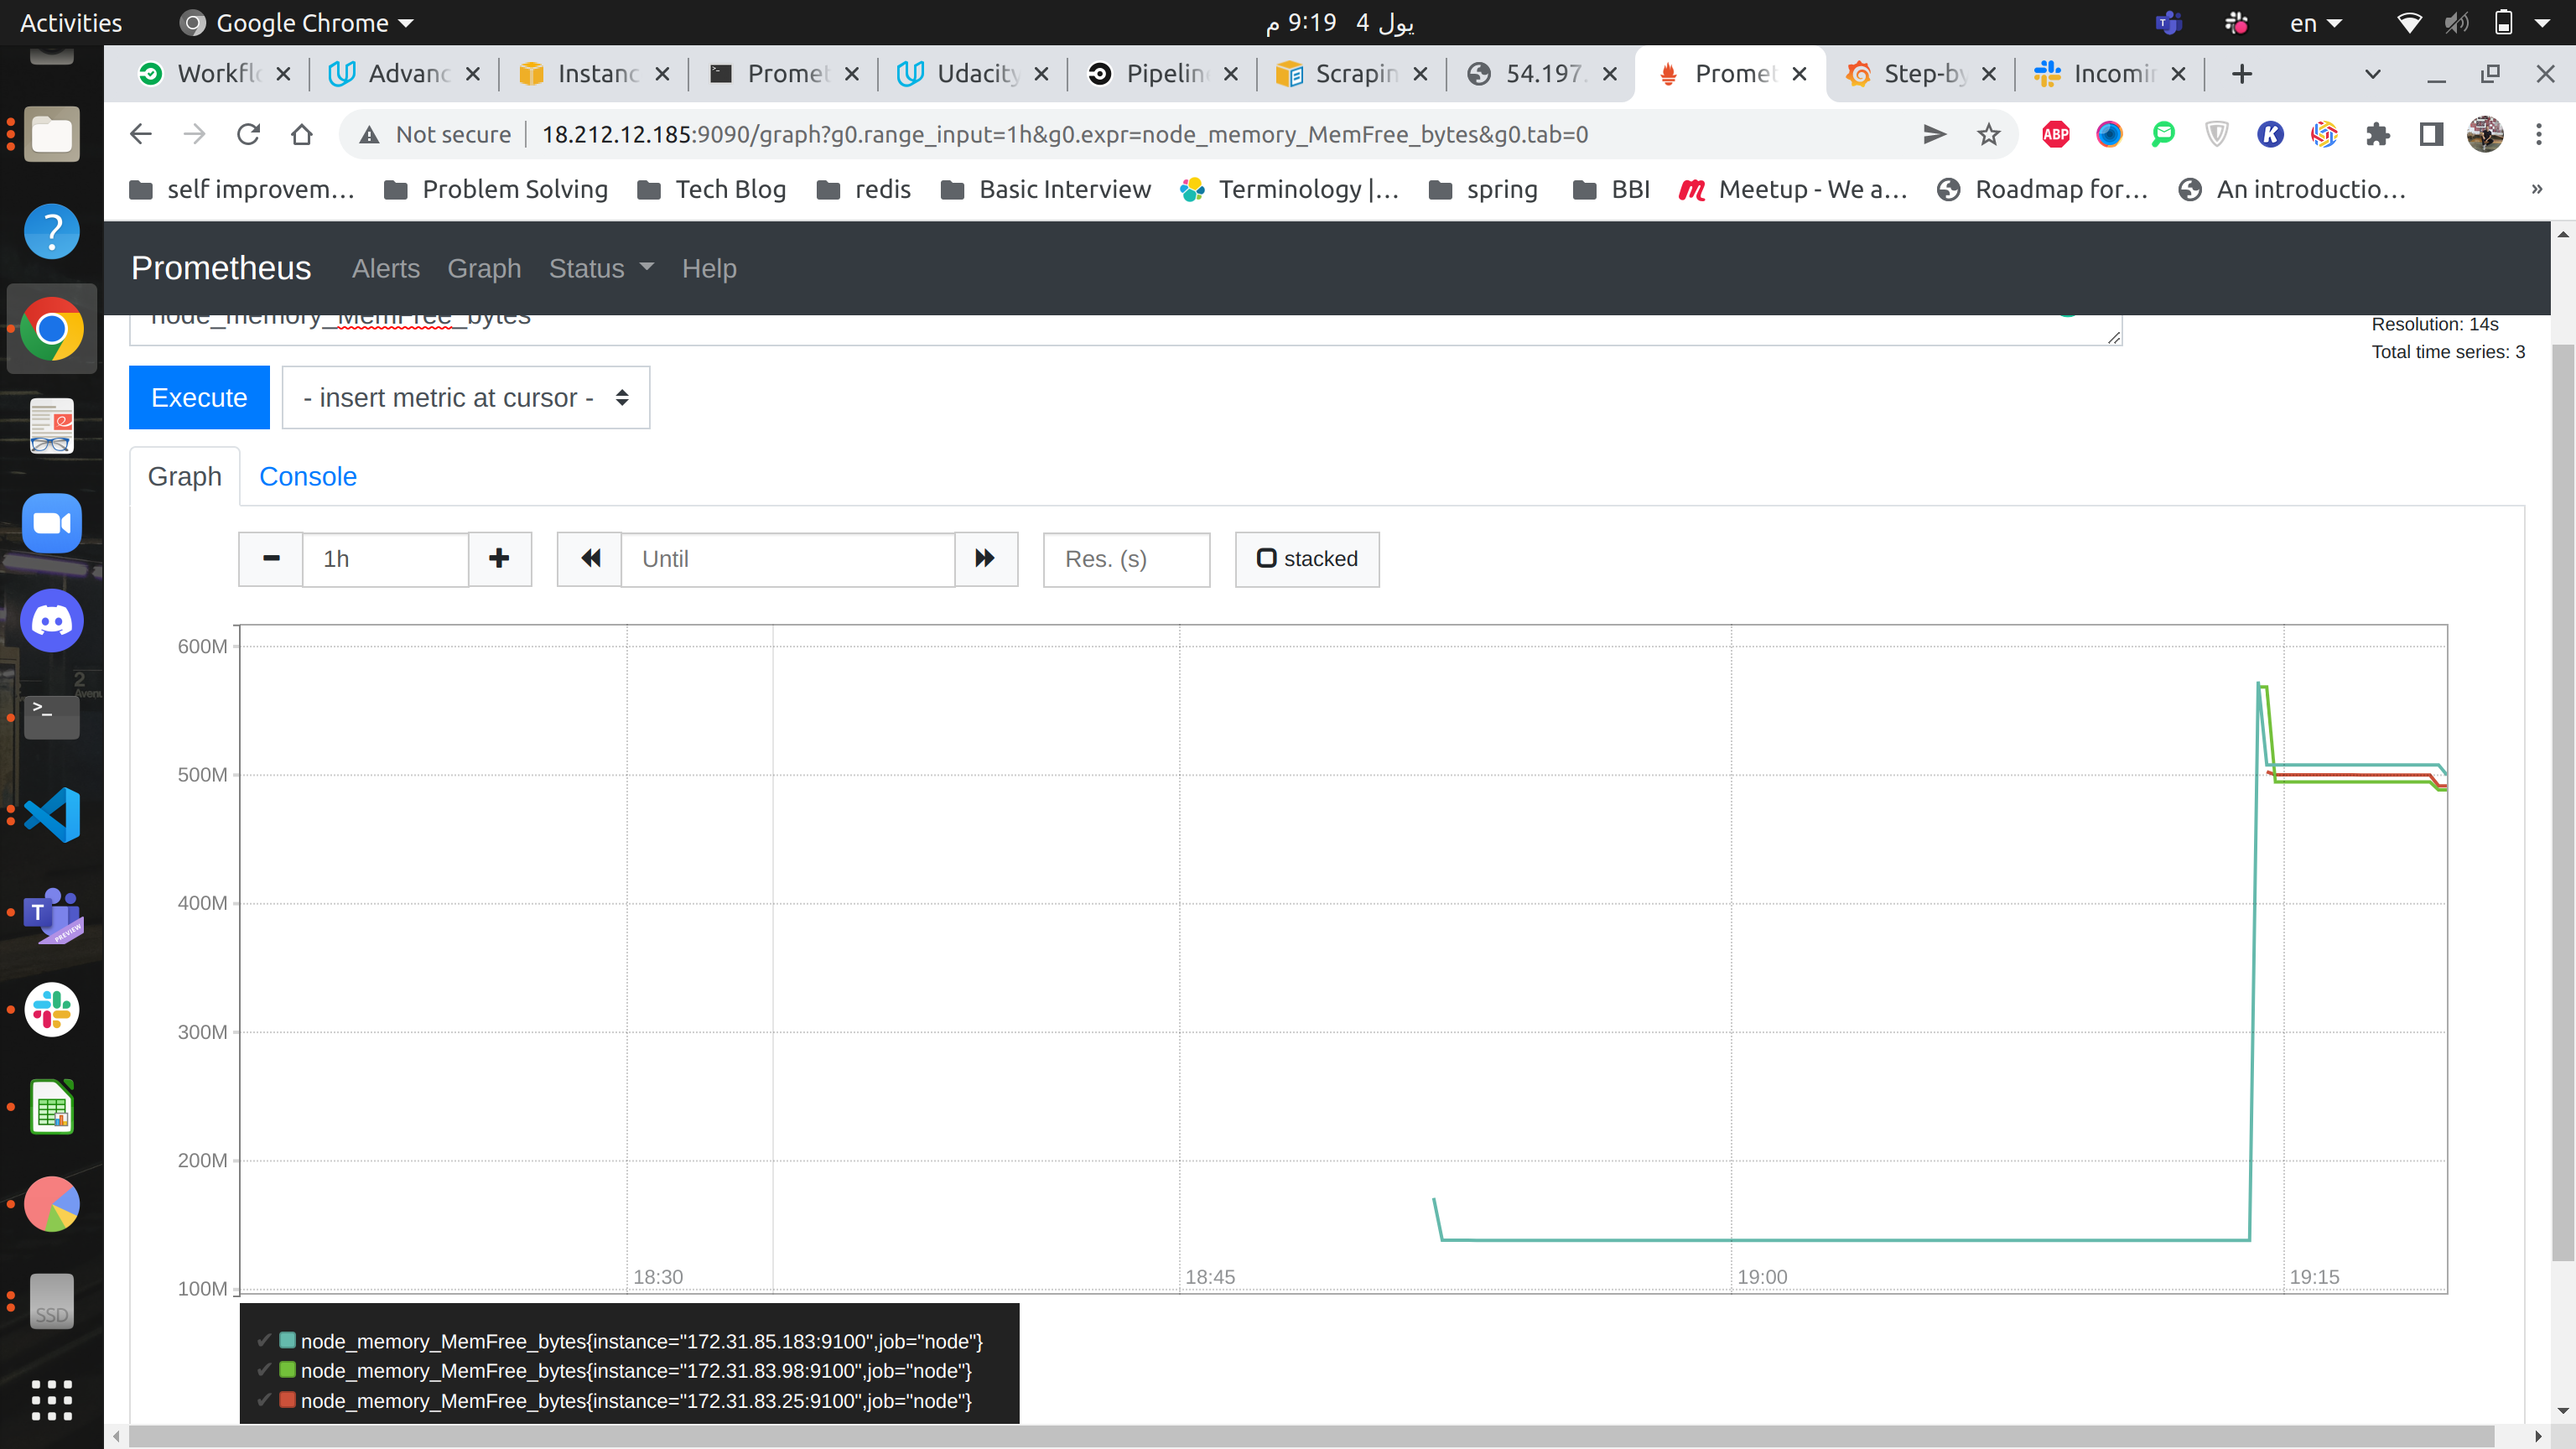 Activities
Google Chrome
يول 4 9:19 م
en
Workflo
Advanc
Instanc
Promet
Udacity
Pipelin
Scrapin
54.197.
Promet
Step-by
Incomin
Not secure
18.212.12.185:9090/graph?g0.range_input=1h&g0.expr=node_memory_MemFree_bytes&g0.tab=0
ABP
K
self improvem...
Problem Solving
Tech Blog
redis
Basic Interview
Terminology |...
spring
BBI
Meetup - We a...
Roadmap for...
An introductio...
»
Prometheus
Alerts
Graph
Status
Help
node_memory_MemFree_bytes
Resolution: 14s
Total time series: 3
Execute
- insert metric at cursor -
Graph
Console
1h
Until
Res. (s)
stacked
600M
500M
400M
300M
200M
100M
18:30
18:45
19:00
19:15
node_memory_MemFree_bytes{instance="172.31.85.183:9100",job="node"}
node_memory_MemFree_bytes{instance="172.31.83.98:9100",job="node"}
node_memory_MemFree_bytes{instance="172.31.83.25:9100",job="node"}
T
PREVIEW
SSD